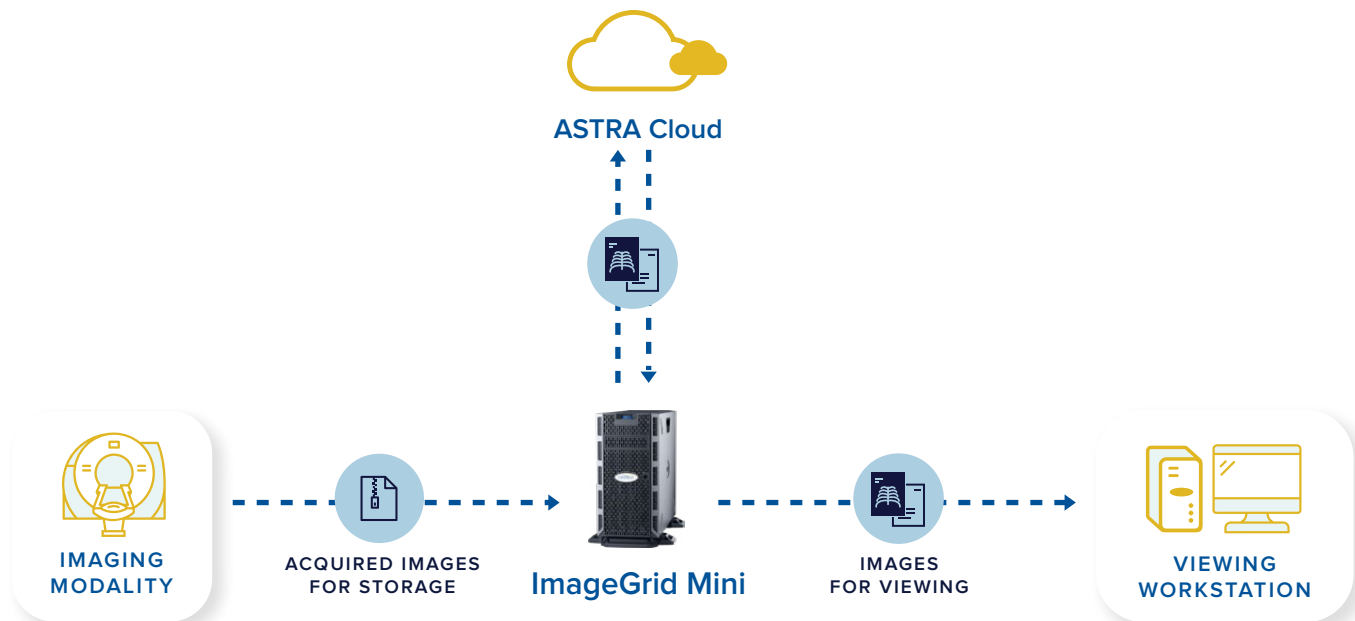 ASTRA Cloud
IMAGING
MODALITY
ACQUIRED IMAGES
FOR STORAGE
ImageGrid Mini
IMAGES
FOR VIEWING
VIEWING
WORKSTATION